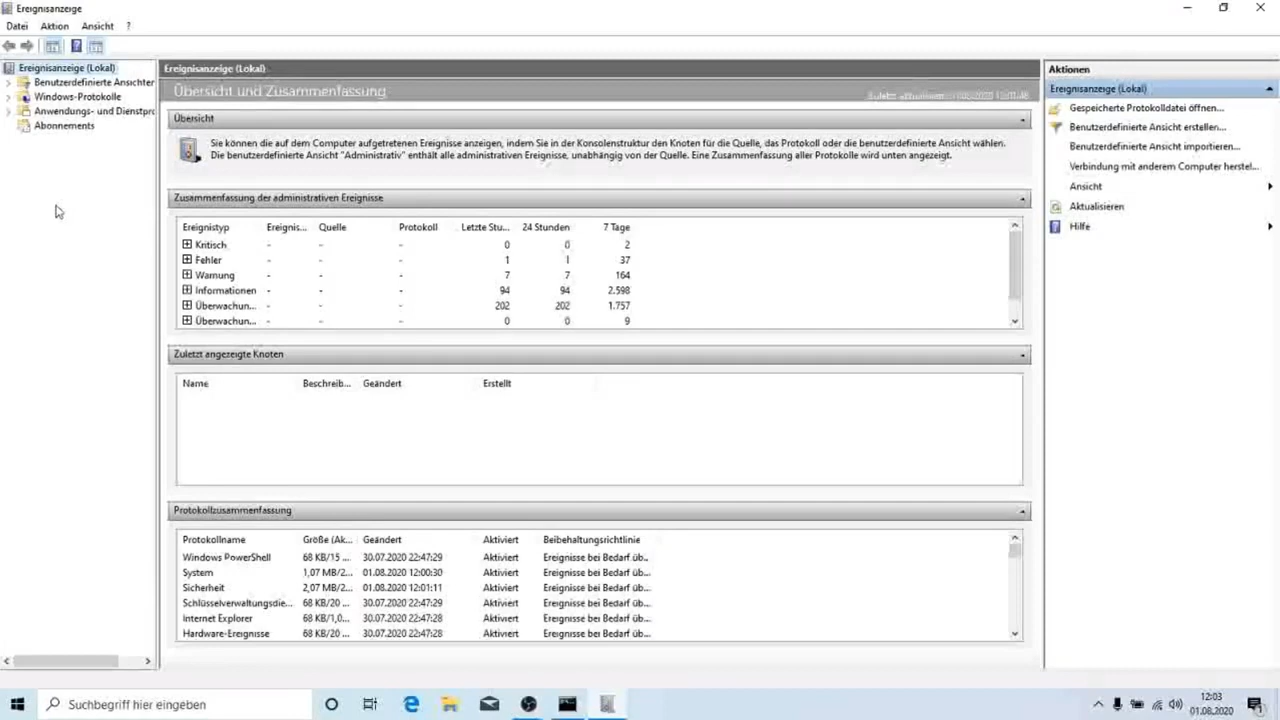 Ereignisanzeige
Datei Aktion Ansicht ?
Ereignisanzeige (Lokal)
Benutzerdefinierte Ansichter
Windows-Protokolle
Anwendungs- und Dienstpro
Abonnements
Ereignisanzeige (Lokal)
Übersicht und Zusammenfassung
Zuletzt aktualisiert:
Übersicht
Sie können die auf dem Computer aufgetretenen Ereignisse anzeigen, indem Sie in der Konsolenstruktur den Knoten für die Quelle, das Protokoll oder die benutzerdefinierte Ansicht wählen.
Die benutzerdefinierte Ansicht "Administrativ" enthält alle administrativen Ereignisse, unabhängig von der Quelle. Eine Zusammenfassung aller Protokolle wird unten angezeigt.
Zusammenfassung der administrativen Ereignisse
Ereignistyp Ereignis... Quelle Protokoll Letzte Stu... 24 Stunden 7 Tage
Kritisch - - - 0 0 2
Fehler - - - 1 1 37
Warnung - - - 7 7 164
Informationen - - - 94 94 2.598
Überwachun... - - - 202 202 1.757
Überwachun... - - - 0 0 9
Zuletzt angezeigte Knoten
Name Beschreib... Geändert Erstellt
Protokollzusammenfassung
Protokollname Größe (Ak... Geändert Aktiviert Beibehaltungsrichtlinie
Windows PowerShell 68 KB/15 ... 30.07.2020 22:47:29 Aktiviert Ereignisse bei Bedarf üb...
System 1,07 MB/2... 01.08.2020 12:00:30 Aktiviert Ereignisse bei Bedarf üb...
Sicherheit 2,07 MB/2... 01.08.2020 12:01:11 Aktiviert Ereignisse bei Bedarf üb...
Schlüsselverwaltungsdie... 68 KB/20 ... 30.07.2020 22:47:29 Aktiviert Ereignisse bei Bedarf üb...
Internet Explorer 68 KB/1,0... 30.07.2020 22:47:28 Aktiviert Ereignisse bei Bedarf üb...
Hardware-Ereignisse 68 KB/20 ... 30.07.2020 22:47:28 Aktiviert Ereignisse bei Bedarf üb...
Aktionen
Ereignisanzeige (Lokal)
Gespeicherte Protokolldatei öffnen...
Benutzerdefinierte Ansicht erstellen...
Benutzerdefinierte Ansicht importieren...
Verbindung mit anderem Computer herstel...
Ansicht
Aktualisieren
Hilfe
Suchbegriff hier eingeben
12:03
01.08.2020